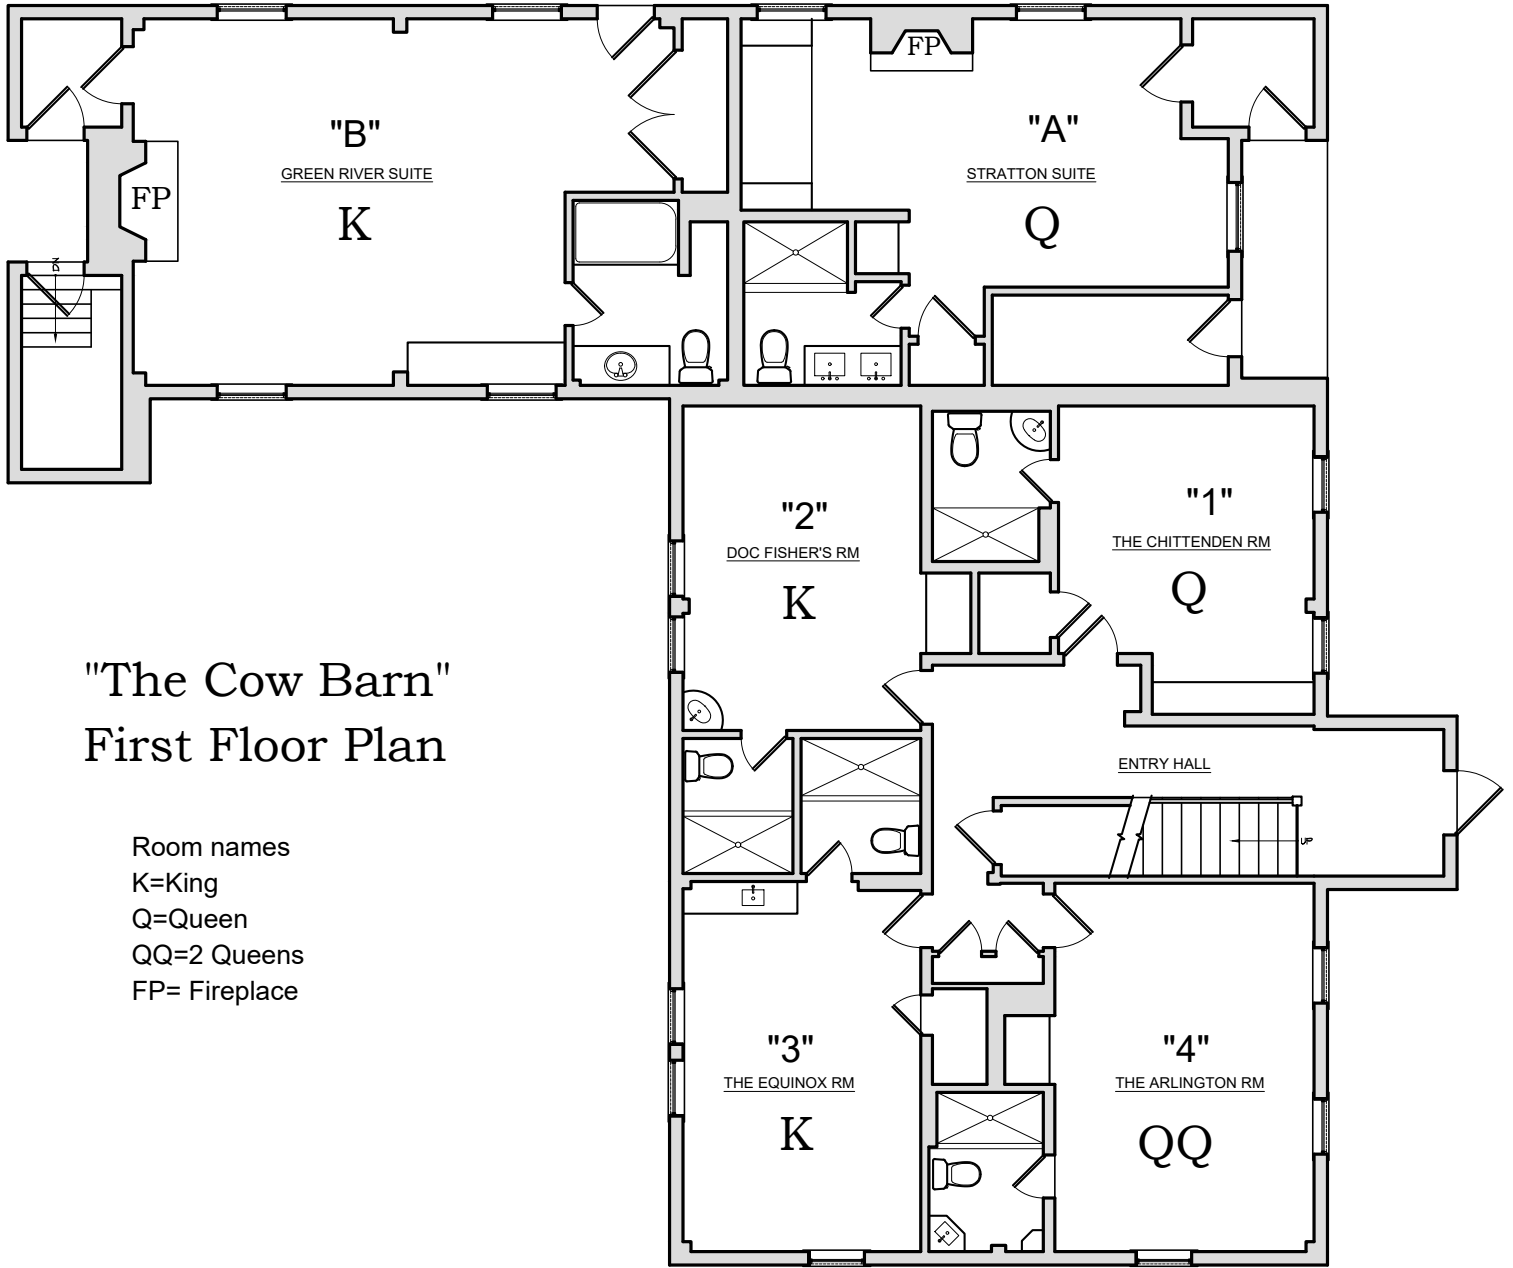 FP
"B"
GREEN RIVER SUITE
K
FP
"A"
STRATTON SUITE
Q
DN
"2"
DOC FISHER'S RM
K
"1"
THE CHITTENDEN RM
Q
"The Cow Barn"
First Floor Plan
ENTRY HALL
UP
Room names
K=King
Q=Queen
QQ=2 Queens
FP= Fireplace
"3"
THE EQUINOX RM
K
"4"
THE ARLINGTON RM
QQ